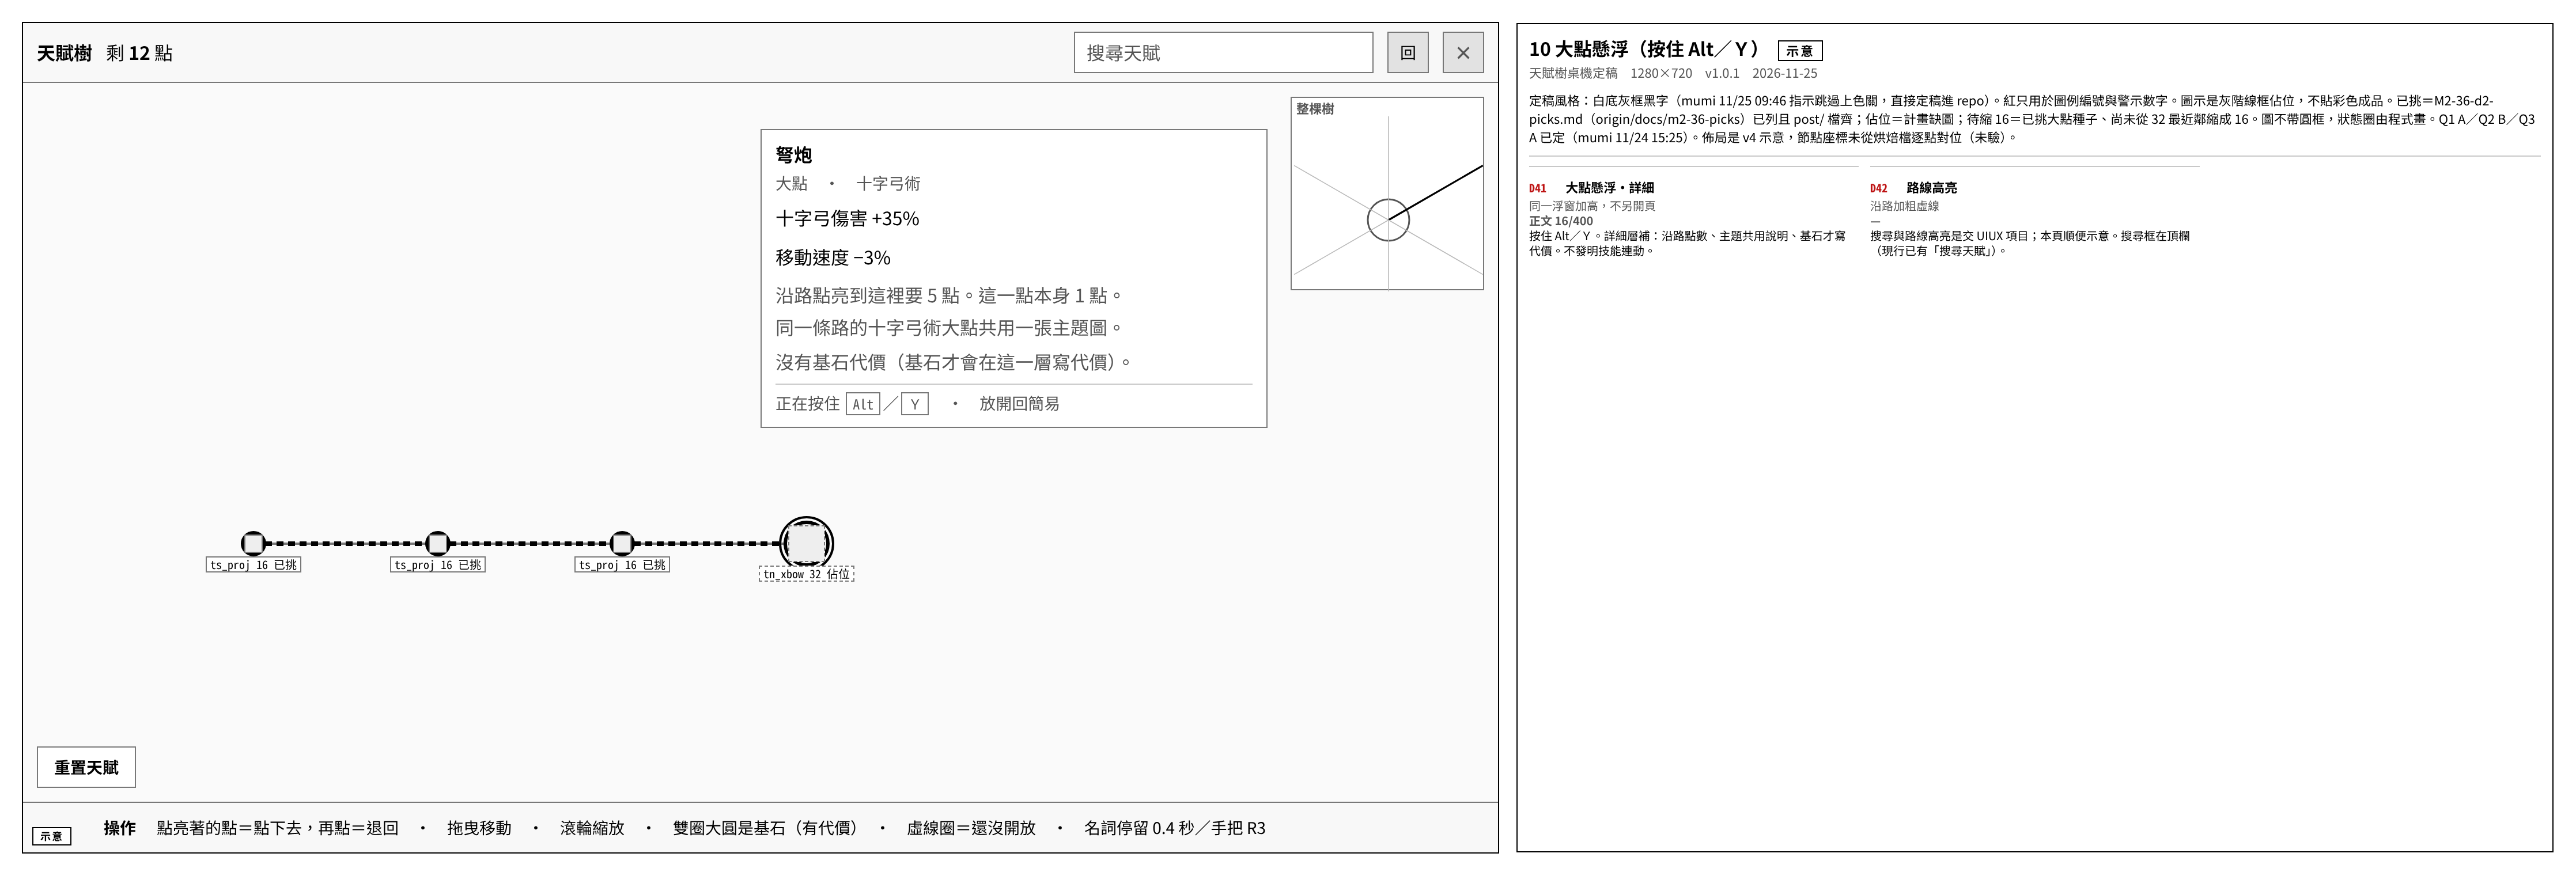 天賦樹 剩 12 點
搜尋天賦
回
×
整棵樹
弩炮
大點 ・ 十字弓術
十字弓傷害 +35%
移動速度 −3%
沿路點亮到這裡要 5 點。這一點本身 1 點。
同一條路的十字弓術大點共用一張主題圖。
沒有基石代價（基石才會在這一層寫代價）。
正在按住 Alt／Y ・ 放開回簡易
ts_proj 16 已挑
ts_proj 16 已挑
ts_proj 16 已挑
tn_xbow 32 佔位
重置天賦
示意
操作 點亮著的點＝點下去，再點＝退回 ・ 拖曳移動 ・ 滾輪縮放 ・ 雙圈大圓是基石（有代價） ・ 虛線圈＝還沒開放 ・ 名詞停留 0.4 秒／手把 R3
10 大點懸浮（按住 Alt／Y） 示意
天賦樹桌機定稿 1280×720 v1.0.1 2026-11-25
定稿風格：白底灰框黑字（mumi 11/25 09:46 指示跳過上色關，直接定稿進 repo）。紅只用於圖例編號與警示數字。圖示是灰階線框佔位，不貼彩色成品。已挑＝M2-36-d2-
picks.md（origin/docs/m2-36-picks）已列且 post/ 檔齊；佔位＝計畫缺圖；待縮 16＝已挑大點種子、尚未從 32 最近鄰縮成 16。圖不帶圓框，狀態圈由程式畫。Q1 A／Q2 B／Q3
A 已定（mumi 11/24 15:25）。佈局是 v4 示意，節點座標未從烘焙檔逐點對位（未驗）。
D41 大點懸浮・詳細
同一浮窗加高，不另開頁
正文 16/400
按住 Alt／Y。詳細層補：沿路點數、主題共用說明、基石才寫
代價。不發明技能連動。
D42 路線高亮
沿路加粗虛線
—
搜尋與路線高亮是交 UIUX 項目；本頁順便示意。搜尋框在頂欄
（現行已有「搜尋天賦」）。